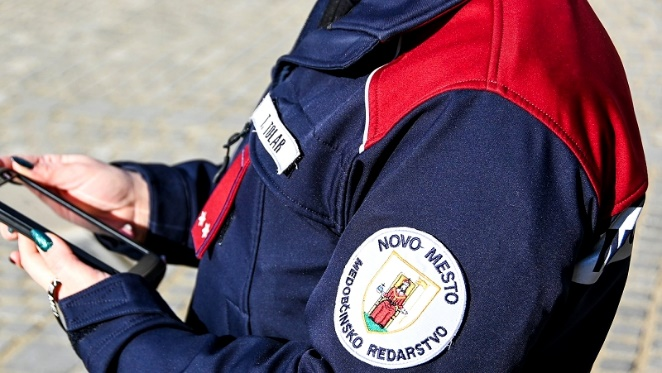 T. TOLAR
NOVO MESTO
MEDOBČINSKO REDARSTVO